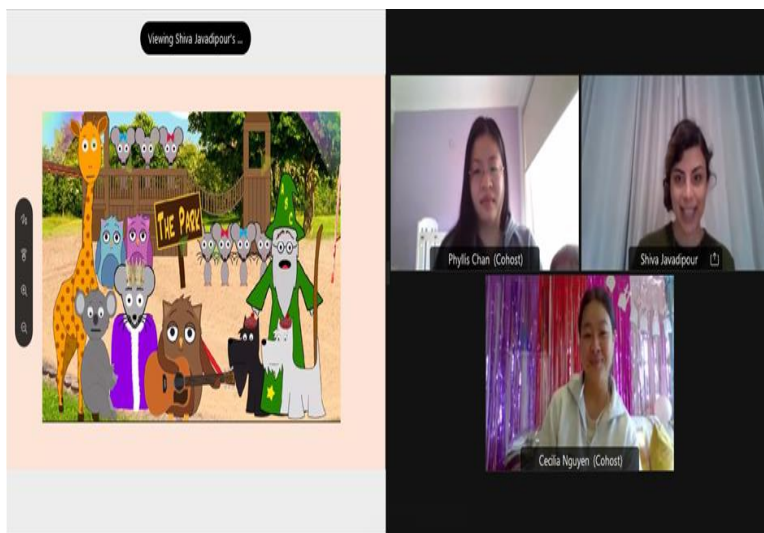 Viewing Shiva Javadipour's ...
THE PARK
Phyllis Chan (Cohost)
Shiva Javadipour
Cecilia Nguyen (Cohost)